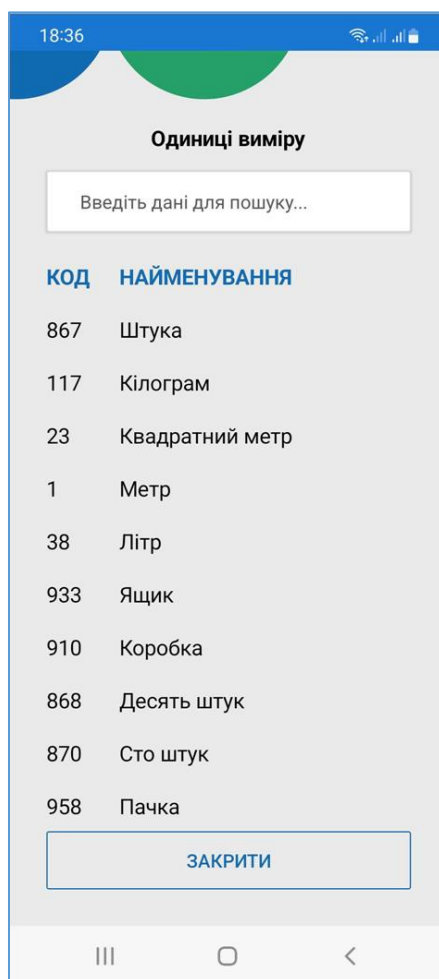 18:36
Одиниці виміру
Введіть дані для пошуку...
КОД НАЙМЕНУВАННЯ
867 Штука
117 Кілограм
23 Квадратний метр
1 Метр
38 Літр
933 Ящик
910 Коробка
868 Десять штук
870 Сто штук
958 Пачка
ЗАКРИТИ